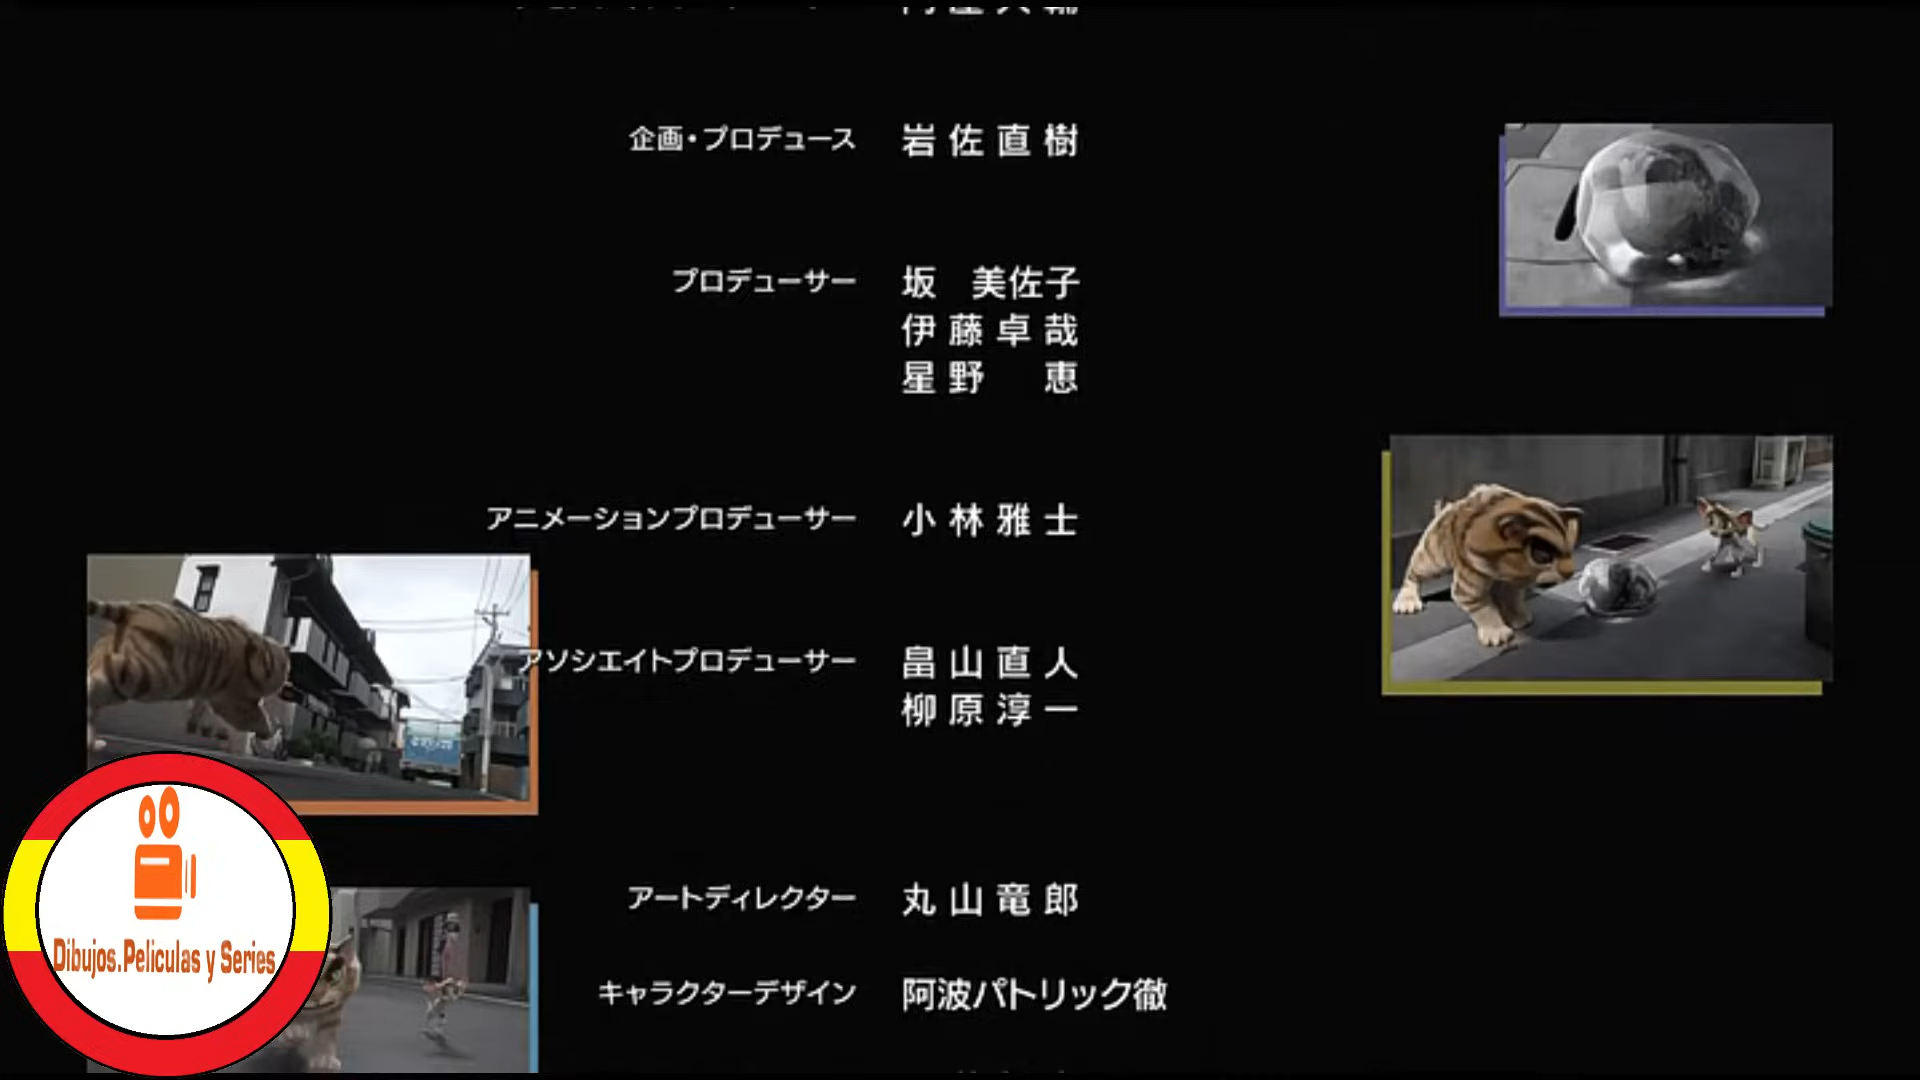 企画・プロデュース 岩佐直樹
プロデューサー 坂 美佐子
伊藤卓哉
星野 恵
アニメーションプロデューサー 小林雅士
アソシエイトプロデューサー 畠山直人
柳原淳一
アートディレクター 丸山竜郎
キャラクターデザイン 阿波パトリック徹
Dibujos.Peliculas y Series